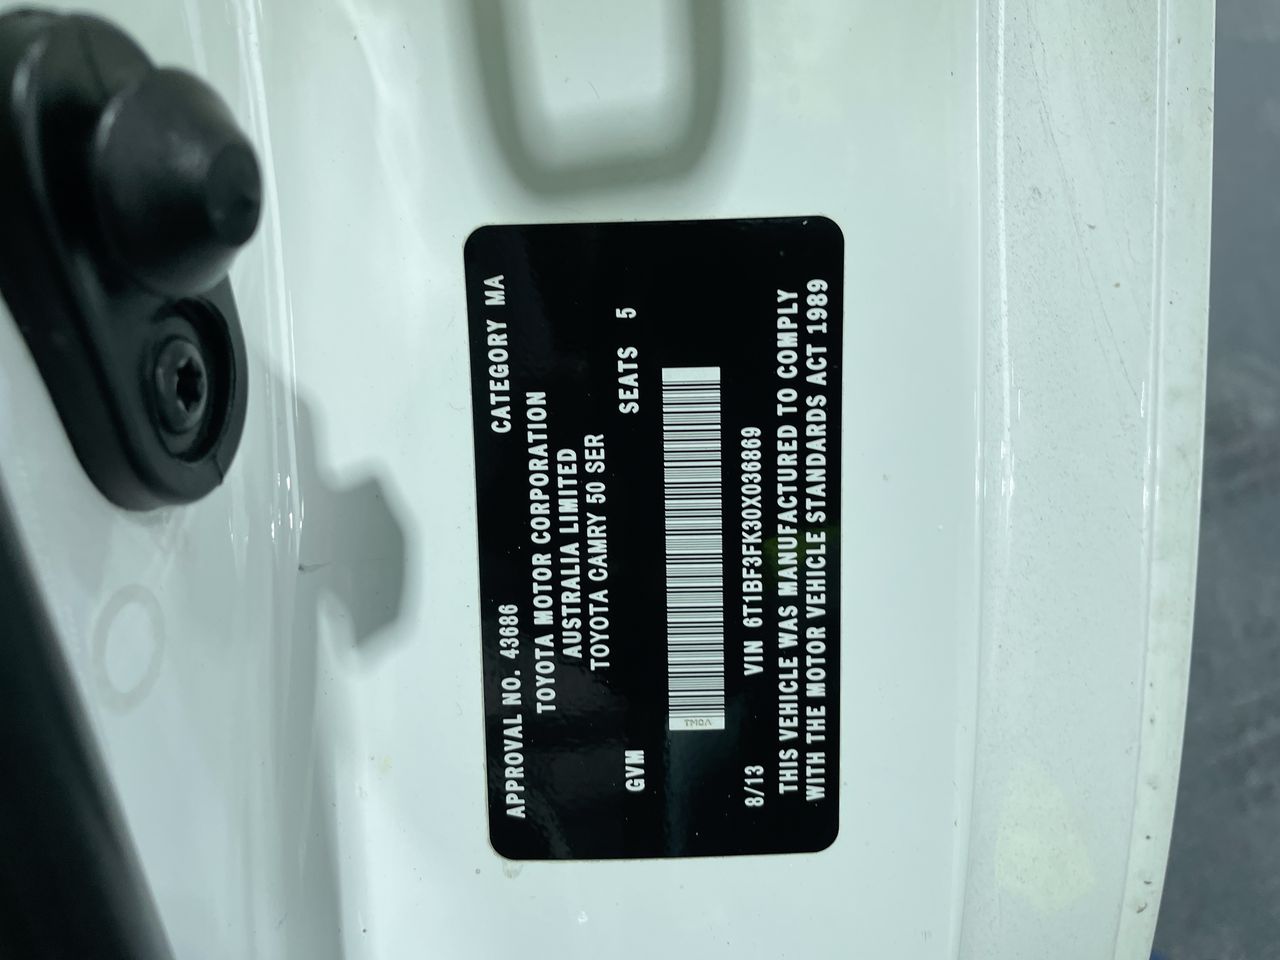 APPROVAL NO. 43686 CATEGORY MA
TOYOTA MOTOR CORPORATION
AUSTRALIA LIMITED
TOYOTA CAMRY 50 SER
GVM SEATS 5
TMCA
8/13 VIN 6T1BF3FK30X036869
THIS VEHICLE WAS MANUFACTURED TO COMPLY
WITH THE MOTOR VEHICLE STANDARDS ACT 1989